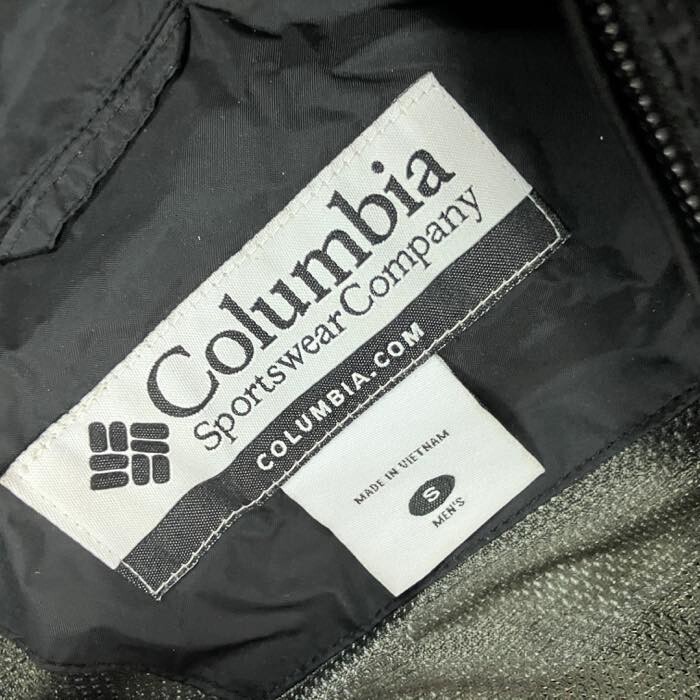 Columbia
Sportswear Company
COLUMBIA.COM
MADE IN VIETNAM
S
MEN'S